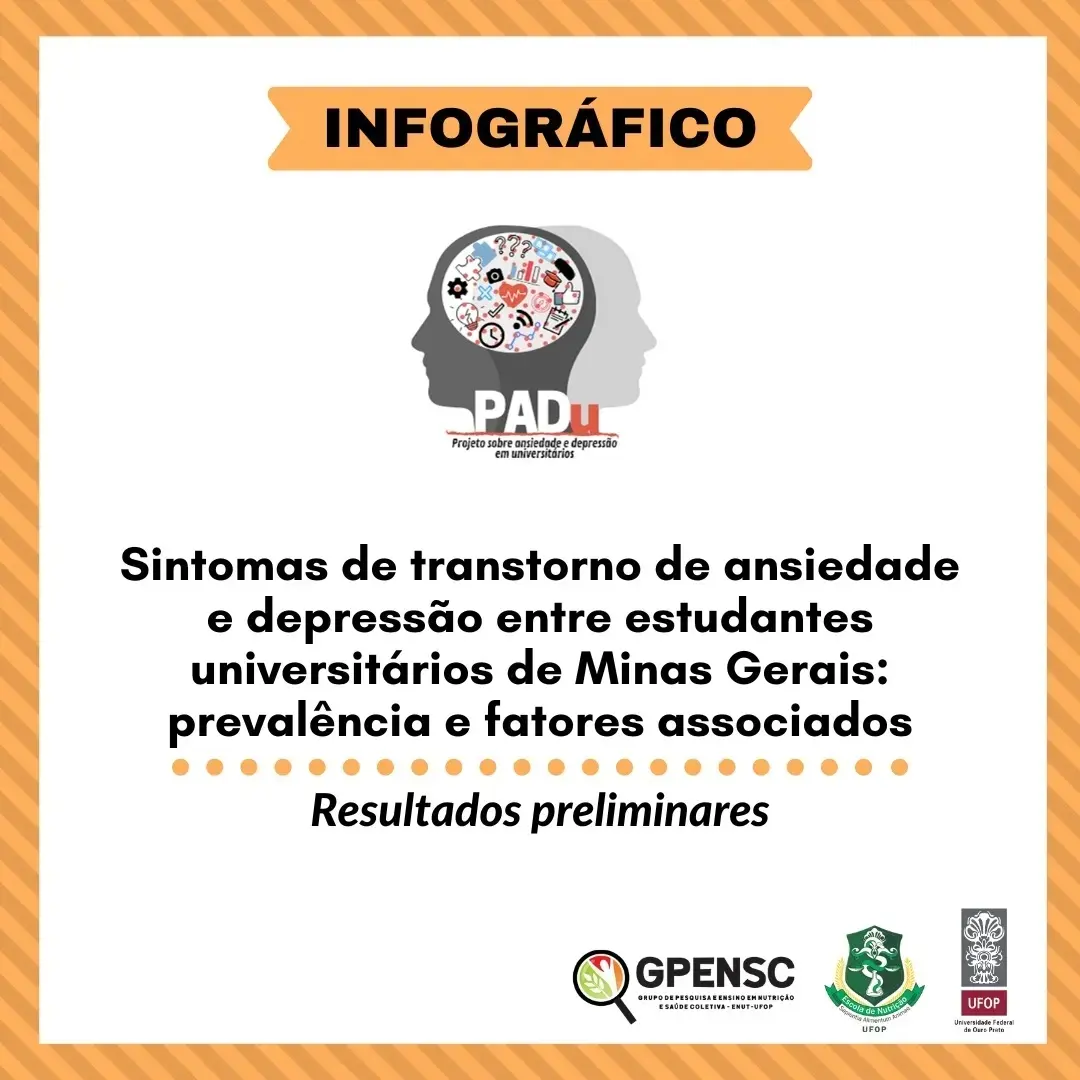 INFOGRÁFICO
???
PADu
Projeto sobre ansiedade e depressão
em universitários
Sintomas de transtorno de ansiedade
e depressão entre estudantes
universitários de Minas Gerais:
prevalência e fatores associados
Resultados preliminares
GPENSC
GRUPO DE PESQUISA E ENSINO EM NUTRIÇÃO
E SAÚDE COLETIVA - ENUT-UFOP
Escola de Nutrição
UFOP
UFOP
Universidade Federal
de Ouro Preto